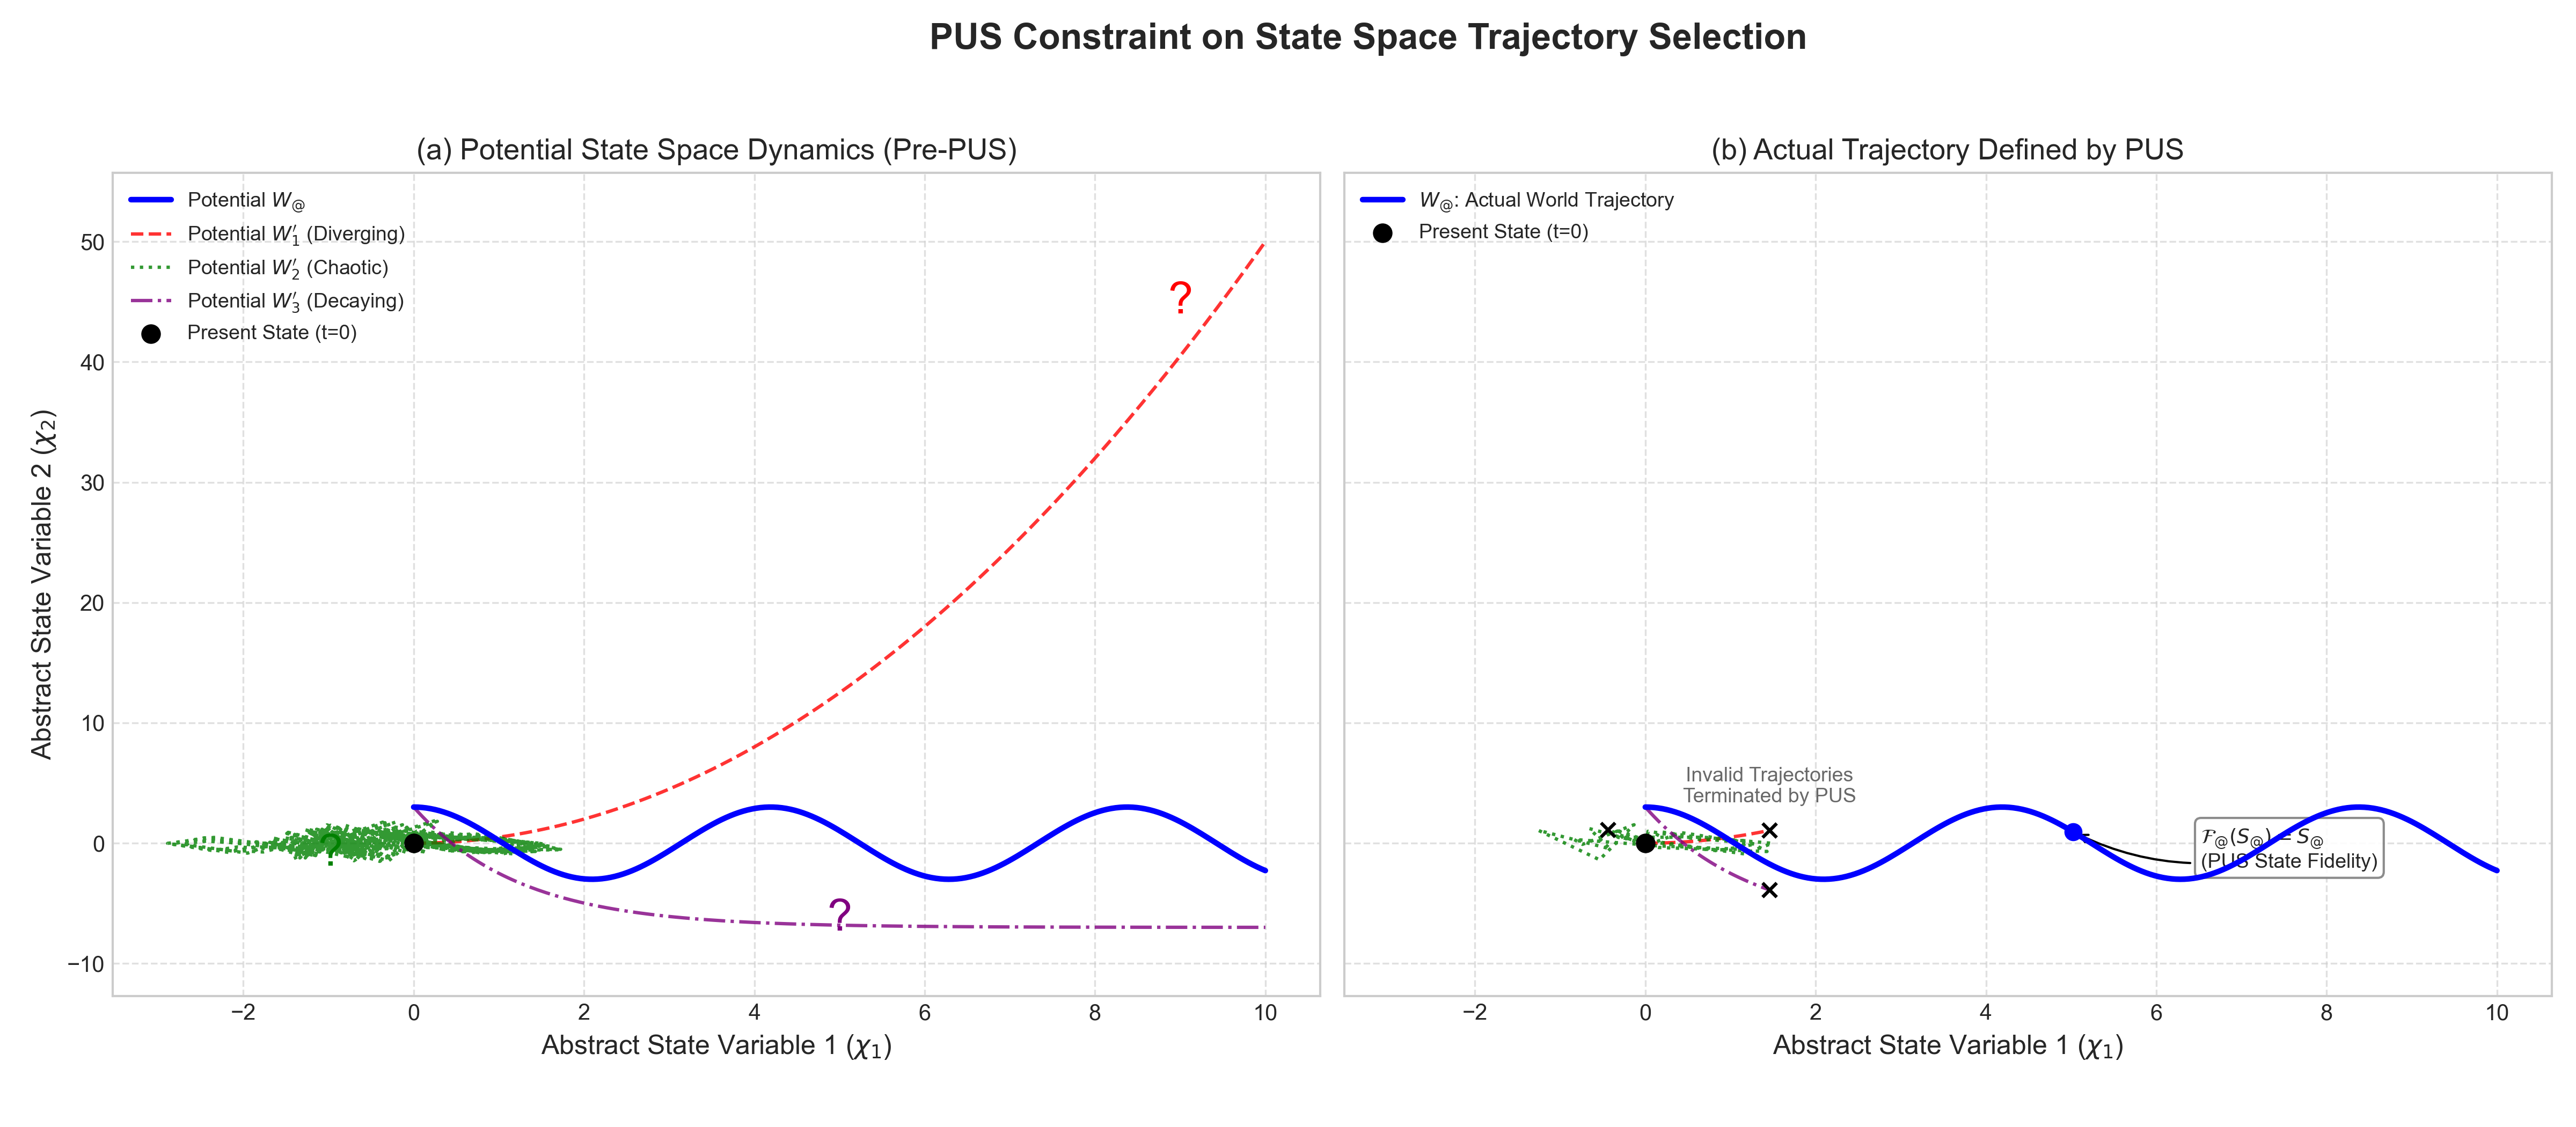 PUS Constraint on State Space Trajectory Selection
(a) Potential State Space Dynamics (Pre-PUS)
Potential W@
Potential W′1 (Diverging)
Potential W′2 (Chaotic)
Potential W′3 (Decaying)
Present State (t=0)
?
?
?
Abstract State Variable 2 (χ2)
50
40
30
20
10
0
−10
−2 0 2 4 6 8 10
Abstract State Variable 1 (χ1)
(b) Actual Trajectory Defined by PUS
W@: Actual World Trajectory
Present State (t=0)
Invalid Trajectories
Terminated by PUS
ℱ@(S@) = S@
(PUS State Fidelity)
−2 0 2 4 6 8 10
Abstract State Variable 1 (χ1)